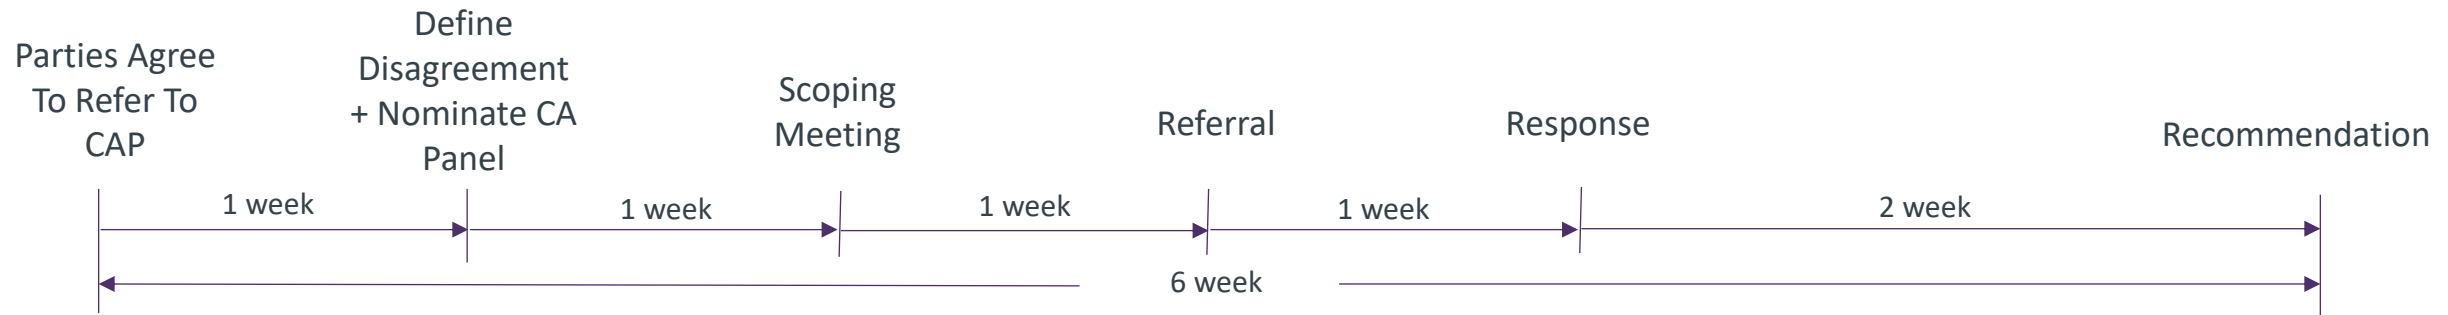 Parties Agree
To Refer To
CAP
Define
Disagreement
+ Nominate CA
Panel
Scoping
Meeting
Referral
Response
Recommendation
1 week
1 week
1 week
1 week
2 week
6 week